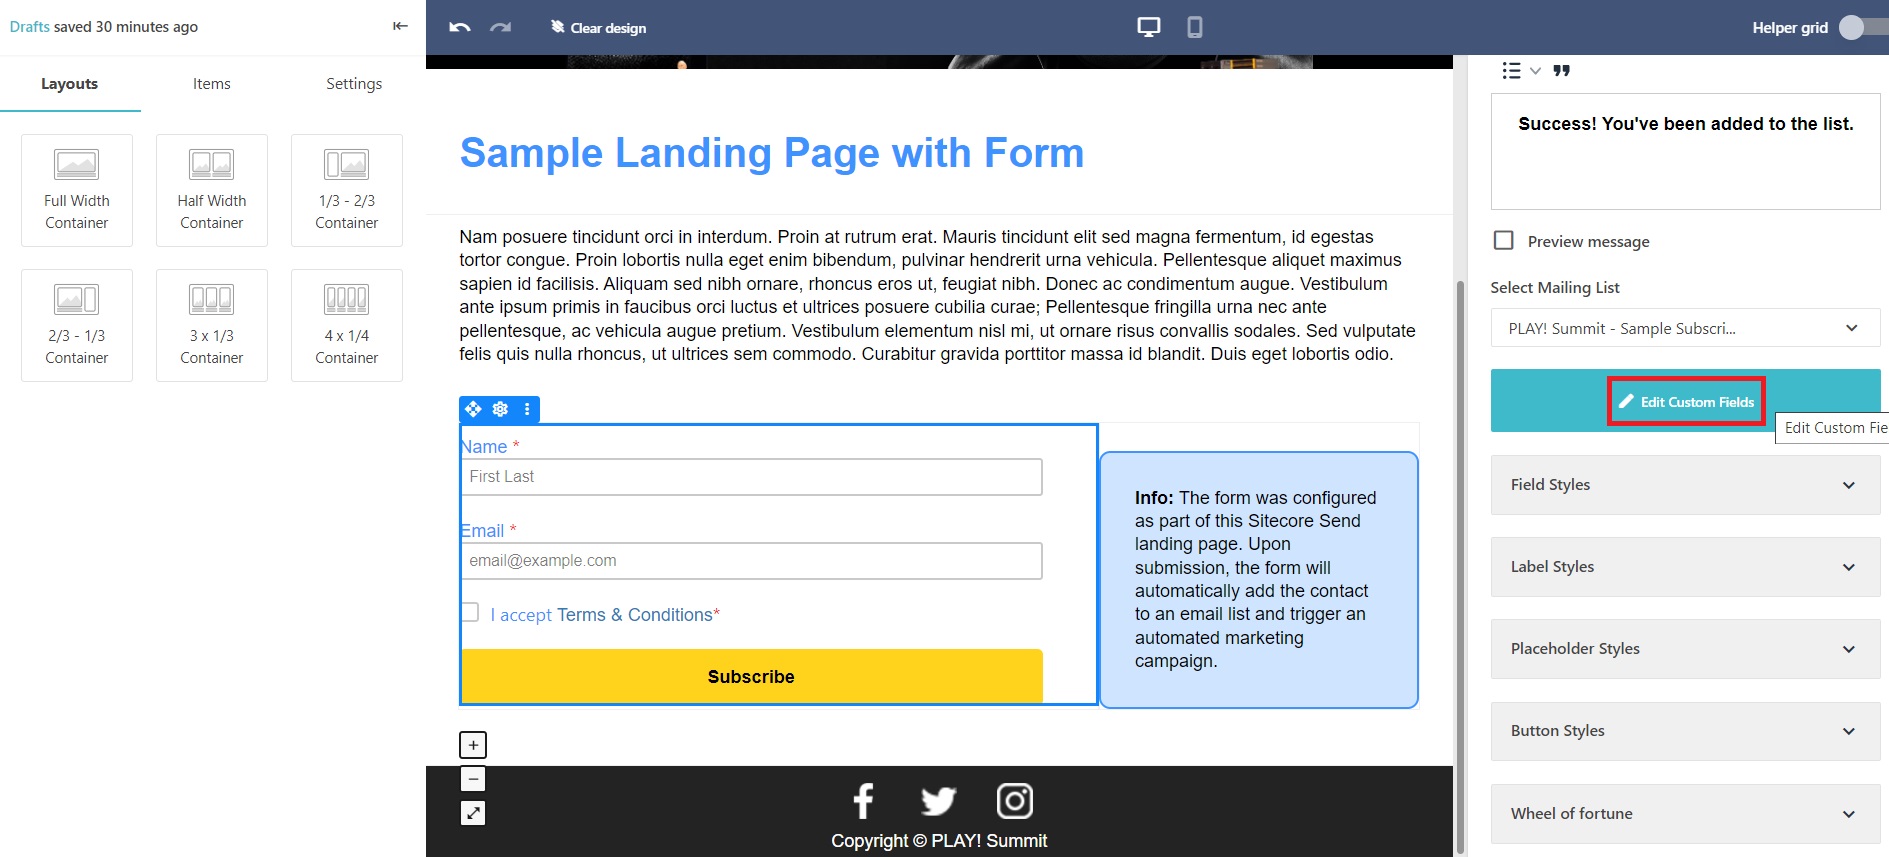 Drafts saved 30 minutes ago
Layouts
Items
Settings
Full Width
Container
Half Width
Container
1/3 - 2/3
Container
2/3 - 1/3
Container
3 x 1/3
Container
4 x 1/4
Container
Clear design
Helper grid
Sample Landing Page with Form
Nam posuere tincidunt orci in interdum. Proin at rutrum erat. Mauris tincidunt elit sed magna fermentum, id egestas
tortor congue. Proin lobortis nulla eget enim bibendum, pulvinar hendrerit urna vehicula. Pellentesque aliquet maximus
sapien id facilisis. Aliquam sed nibh ornare, rhoncus eros ut, feugiat nibh. Donec ac condimentum augue. Vestibulum
ante ipsum primis in faucibus orci luctus et ultrices posuere cubilia curae; Pellentesque fringilla urna nec ante
pellentesque, ac vehicula augue pretium. Vestibulum elementum nisl mi, ut ornare risus convallis sodales. Sed vulputate
felis quis nulla rhoncus, ut ultrices sem commodo. Curabitur gravida porttitor massa id blandit. Duis eget lobortis odio.
Name *
First Last
Email *
email@example.com
I accept Terms & Conditions*
Subscribe
Info: The form was configured
as part of this Sitecore Send
landing page. Upon
submission, the form will
automatically add the contact
to an email list and trigger an
automated marketing
campaign.
Copyright © PLAY! Summit
Success! You've been added to the list.
Preview message
Select Mailing List
PLAY! Summit - Sample Subscri...
Edit Custom Fields
Edit Custom Fie
Field Styles
Label Styles
Placeholder Styles
Button Styles
Wheel of fortune